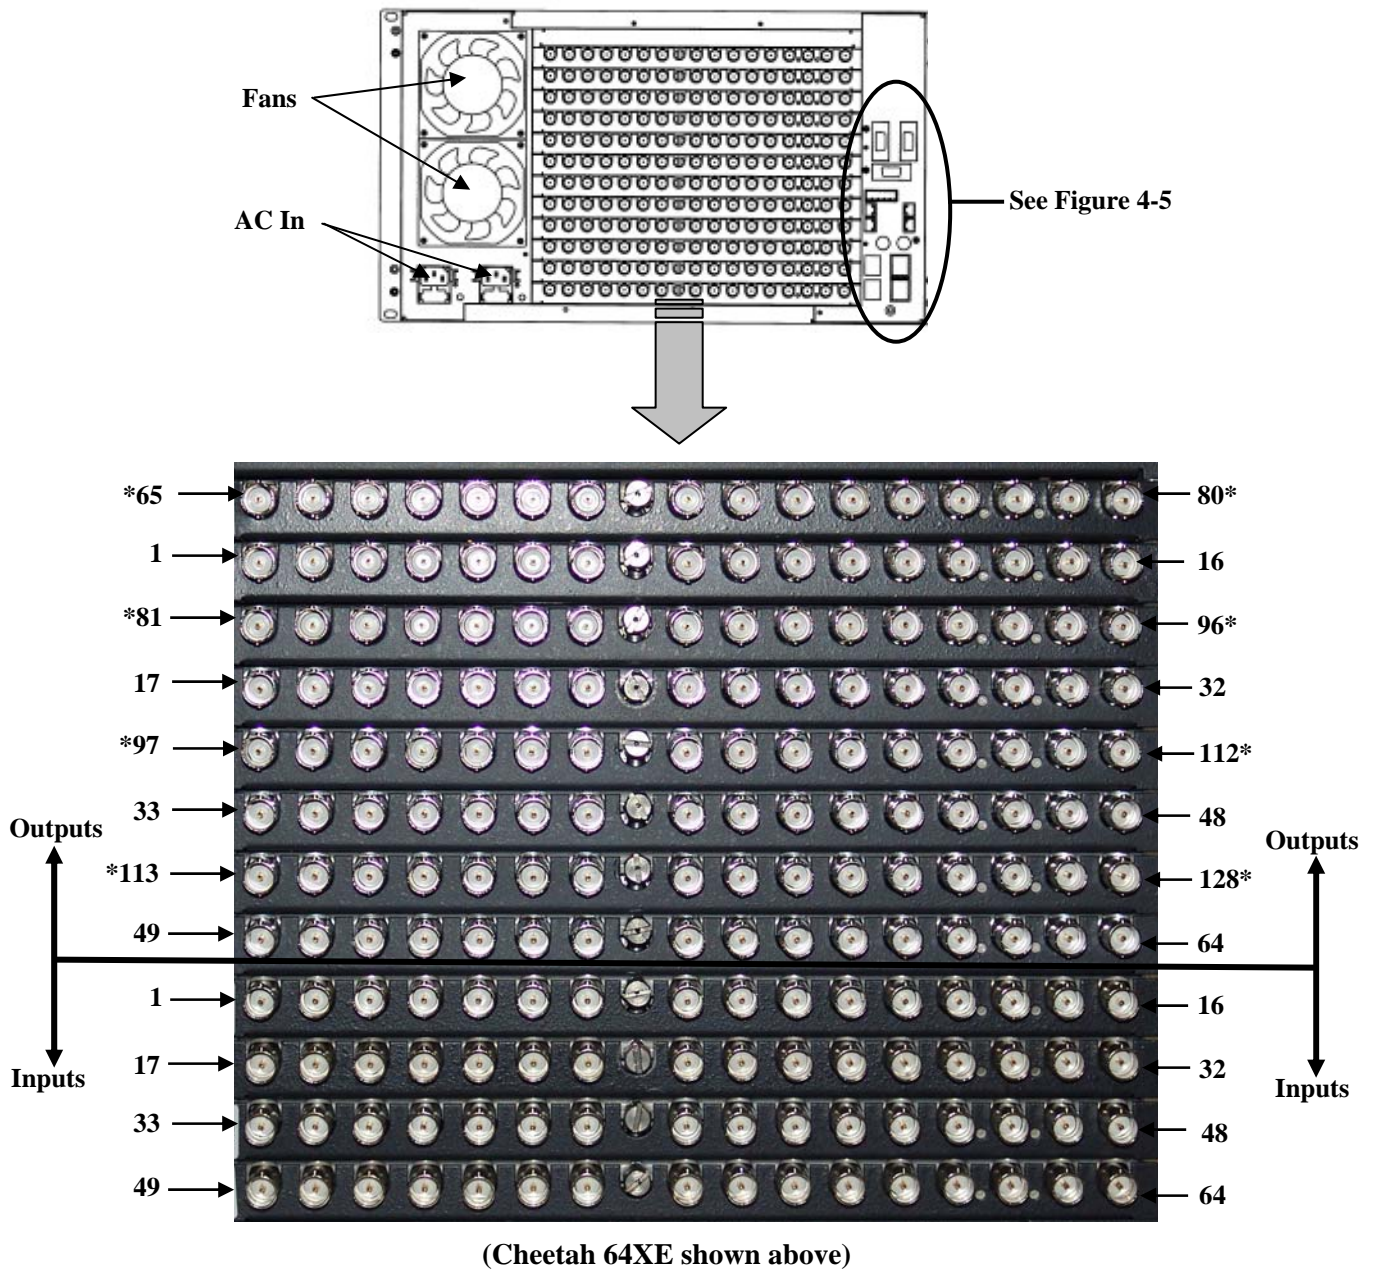 Fans
AC In
See Figure 4-5
*65 80*
1 16
*81 96*
17 32
*97 112*
33 48
Outputs Outputs
*113 128*
49 64
1 16
17 32
Inputs Inputs
33 48
49 64
(Cheetah 64XE shown above)